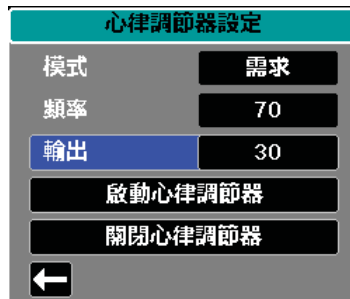 心律調節器設定
模式 需求
頻率 70
輸出 30
啟動心律調節器
關閉心律調節器